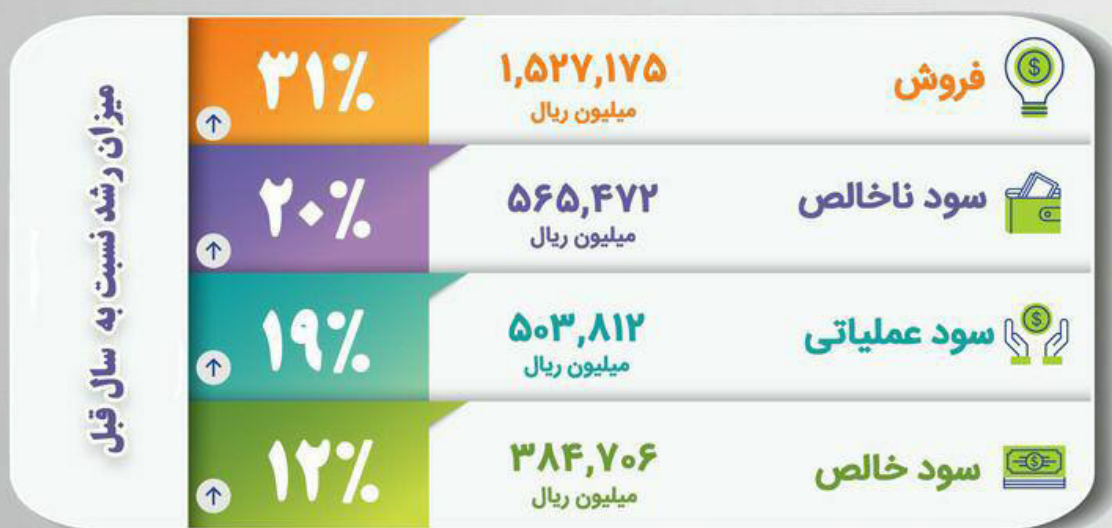 فروش
۱,۵۲۷,۱۷۵
میلیون ریال
۳۱%
سود ناخالص
۵۶۵,۴۷۲
میلیون ریال
۲۰%
سود عملیاتی
۵۰۳,۸۱۲
میلیون ریال
۱۹%
سود خالص
۳۸۴,۷۰۶
میلیون ریال
۱۲%
میزان رشد نسبت به سال قبل